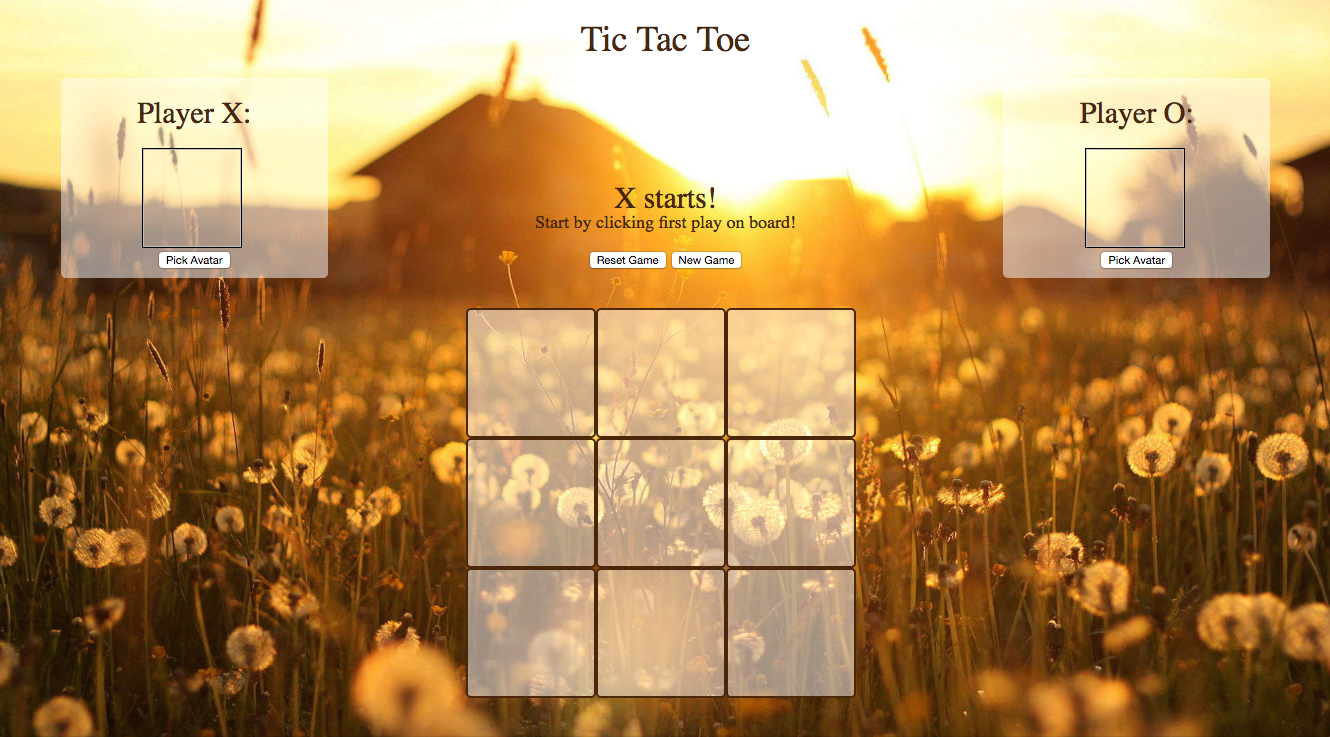 Tic Tac Toe
Player X:
Pick Avatar
X starts!
Start by clicking first play on board!
Reset Game New Game
Player O:
Pick Avatar